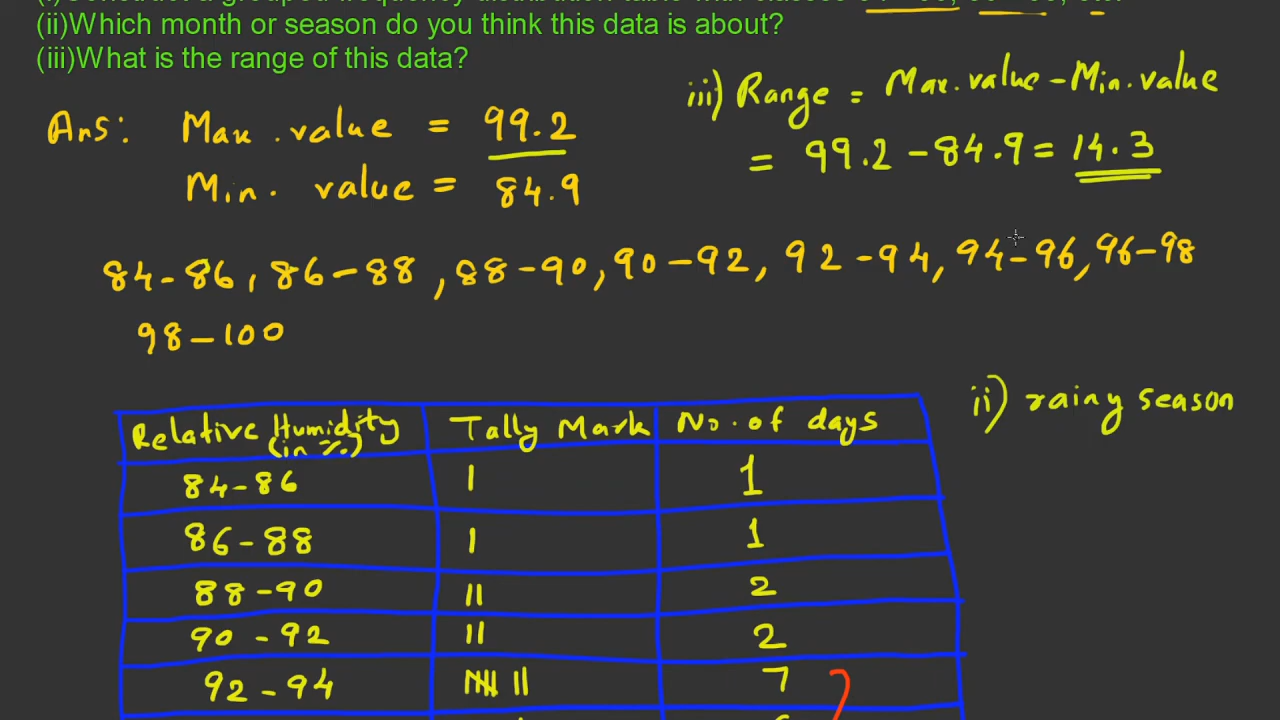 (ii)Which month or season do you think this data is about?
(iii)What is the range of this data?
iii) Range = Max.value - Min.value
= 99.2 - 84.9 = 14.3
Ans: Max.value = 99.2
Min. value = 84.9
84-86, 86-88, 88-90, 90-92, 92-94, 94-96, 96-98
98-100
ii) rainy season
Relative Humidity (in %.) Tally Mark No. of days
84-86 | 1
86-88 | 1
88-90 || 2
90-92 || 2
92-94 |||| || 7